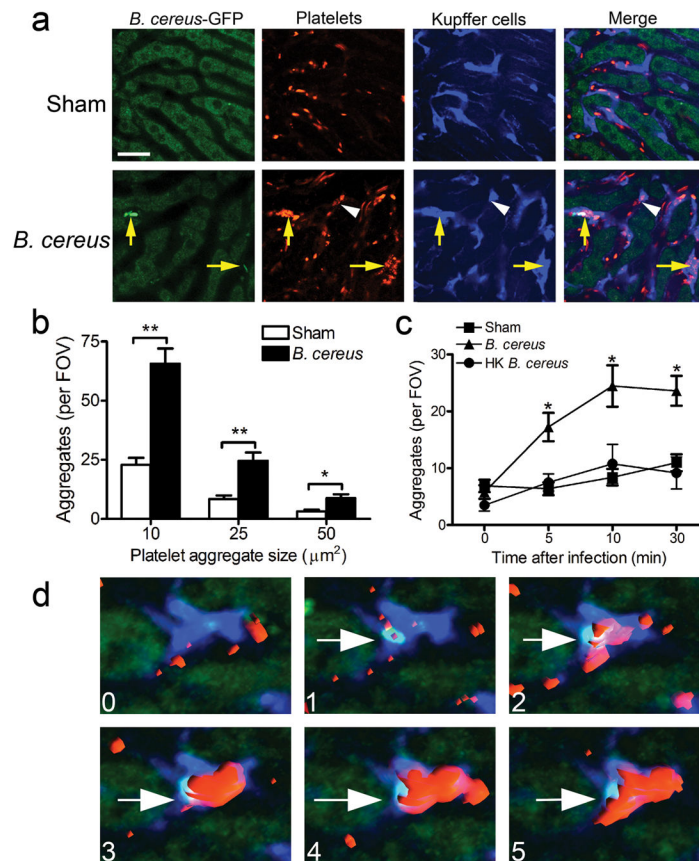 a
B. cereus-GFP Platelets Kupffer cells Merge
Sham
B. cereus
b
Sham
B. cereus
Aggregates (per FOV)
75
50
25
0
** ** *
10 25 50
Platelet aggregate size (μm²)
c
Sham
B. cereus
HK B. cereus
Aggregates (per FOV)
30
20
10
0
* * *
0 5 10 30
Time after infection (min)
d
0 1 2
3 4 5